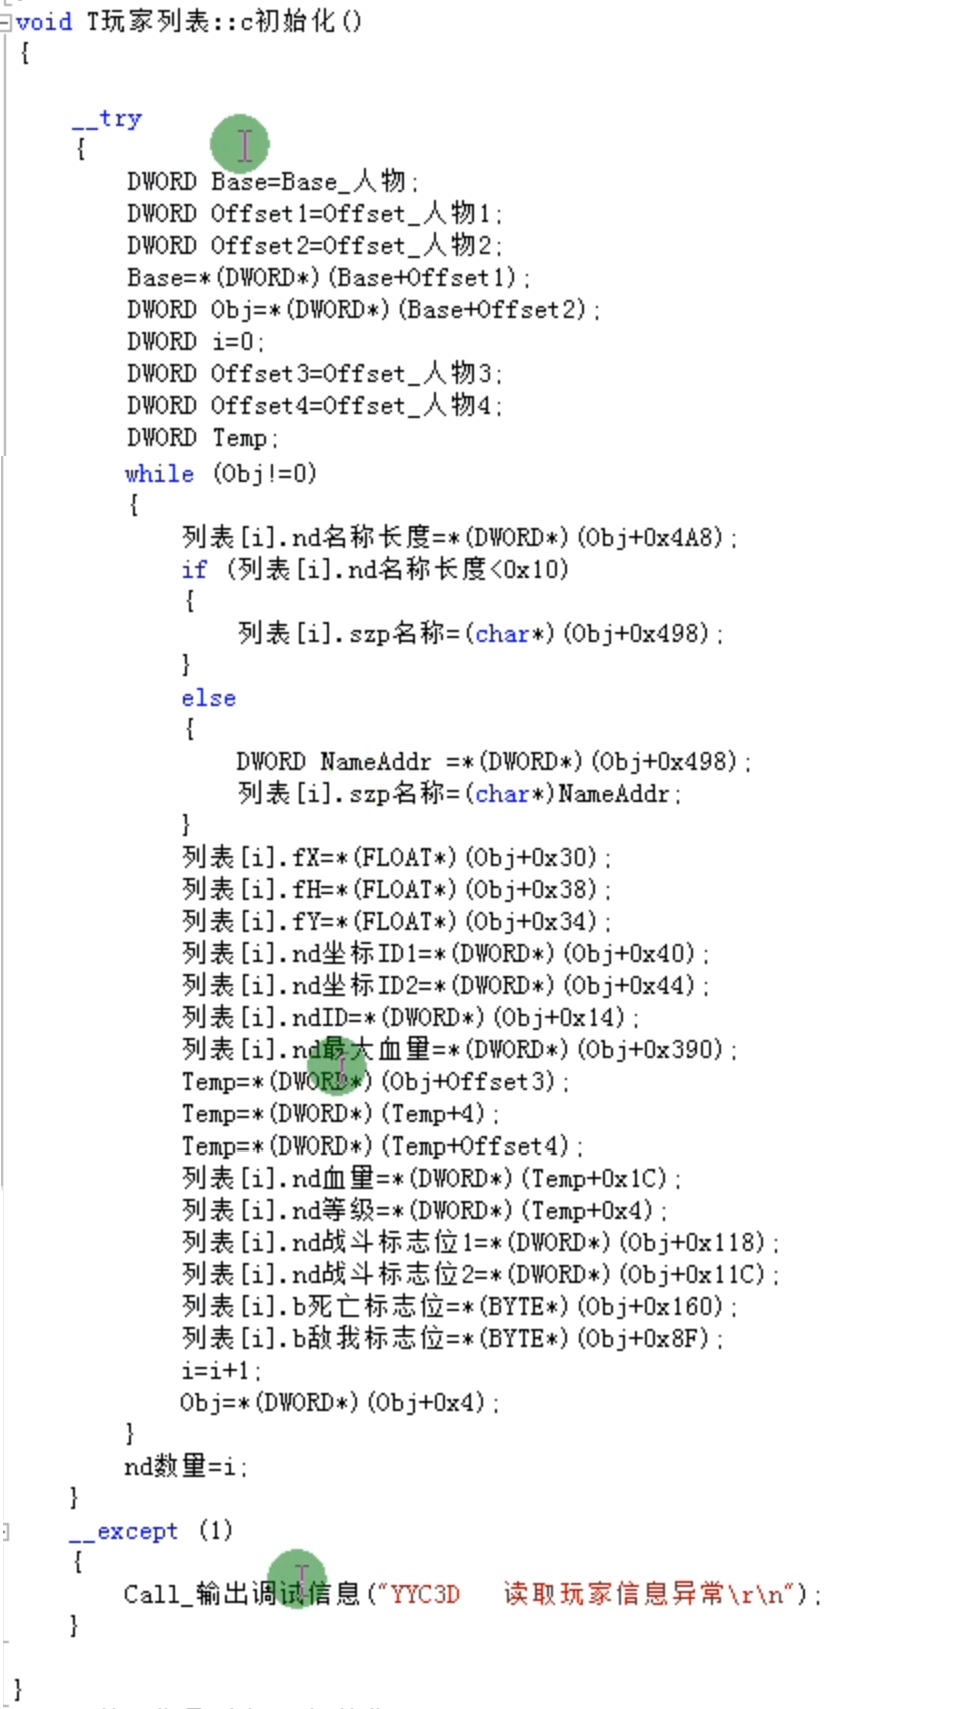 void T玩家列表::c初始化()
{
__try
{
DWORD Base=Base_人物;
DWORD Offset1=Offset_人物1;
DWORD Offset2=Offset_人物2;
Base=*(DWORD*)(Base+Offset1);
DWORD Obj=*(DWORD*)(Base+Offset2);
DWORD i=0;
DWORD Offset3=Offset_人物3;
DWORD Offset4=Offset_人物4;
DWORD Temp;
while (Obj!=0)
{
列表[i].nd名称长度=*(DWORD*)(Obj+0x4A8);
if (列表[i].nd名称长度<0x10)
{
列表[i].szp名称=(char*)(Obj+0x498);
}
else
{
DWORD NameAddr =*(DWORD*)(Obj+0x498);
列表[i].szp名称=(char*)NameAddr;
}
列表[i].fX=*(FLOAT*)(Obj+0x30);
列表[i].fH=*(FLOAT*)(Obj+0x38);
列表[i].fY=*(FLOAT*)(Obj+0x34);
列表[i].nd坐标ID1=*(DWORD*)(Obj+0x40);
列表[i].nd坐标ID2=*(DWORD*)(Obj+0x44);
列表[i].ndID=*(DWORD*)(Obj+0x14);
列表[i].nd最大血量=*(DWORD*)(Obj+0x390);
Temp=*(DWORD*)(Obj+Offset3);
Temp=*(DWORD*)(Temp+4);
Temp=*(DWORD*)(Temp+Offset4);
列表[i].nd血量=*(DWORD*)(Temp+0x1C);
列表[i].nd等级=*(DWORD*)(Temp+0x4);
列表[i].nd战斗标志位1=*(DWORD*)(Obj+0x118);
列表[i].nd战斗标志位2=*(DWORD*)(Obj+0x11C);
列表[i].b死亡标志位=*(BYTE*)(Obj+0x160);
列表[i].b敌我标志位=*(BYTE*)(Obj+0x8F);
i=i+1;
Obj=*(DWORD*)(Obj+0x4);
}
nd数量=i;
}
__except (1)
{
Call_输出调试信息("YYC3D   读取玩家信息异常\r\n");
}
}